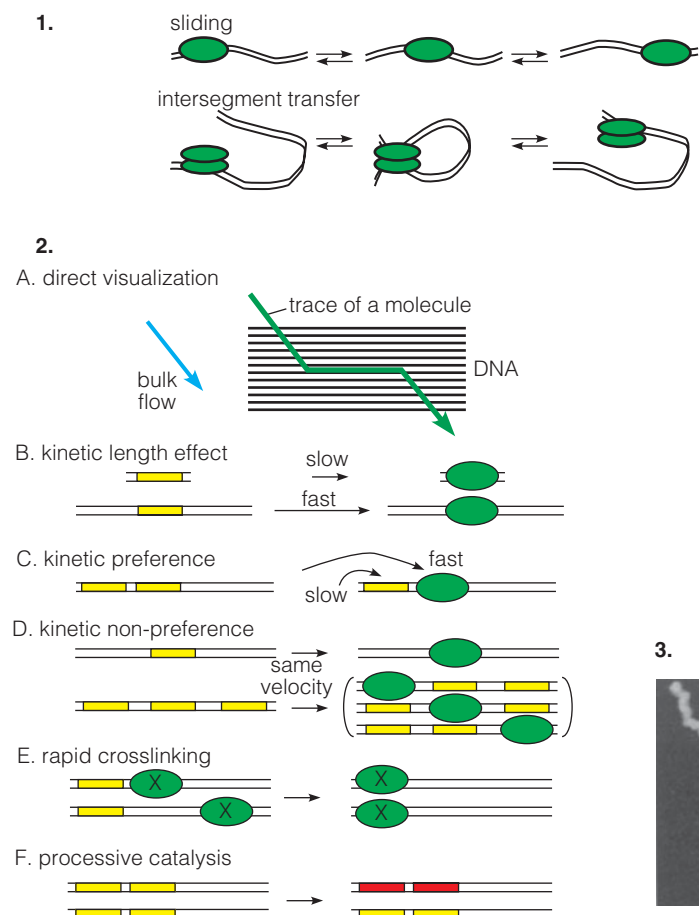 1.
sliding
intersegment transfer
2.
A. direct visualization
trace of a molecule
bulk
flow
DNA
B. kinetic length effect
slow
fast
C. kinetic preference
fast
slow
D. kinetic non-preference
same
velocity
3.
E. rapid crosslinking
X
X
X
X
F. processive catalysis